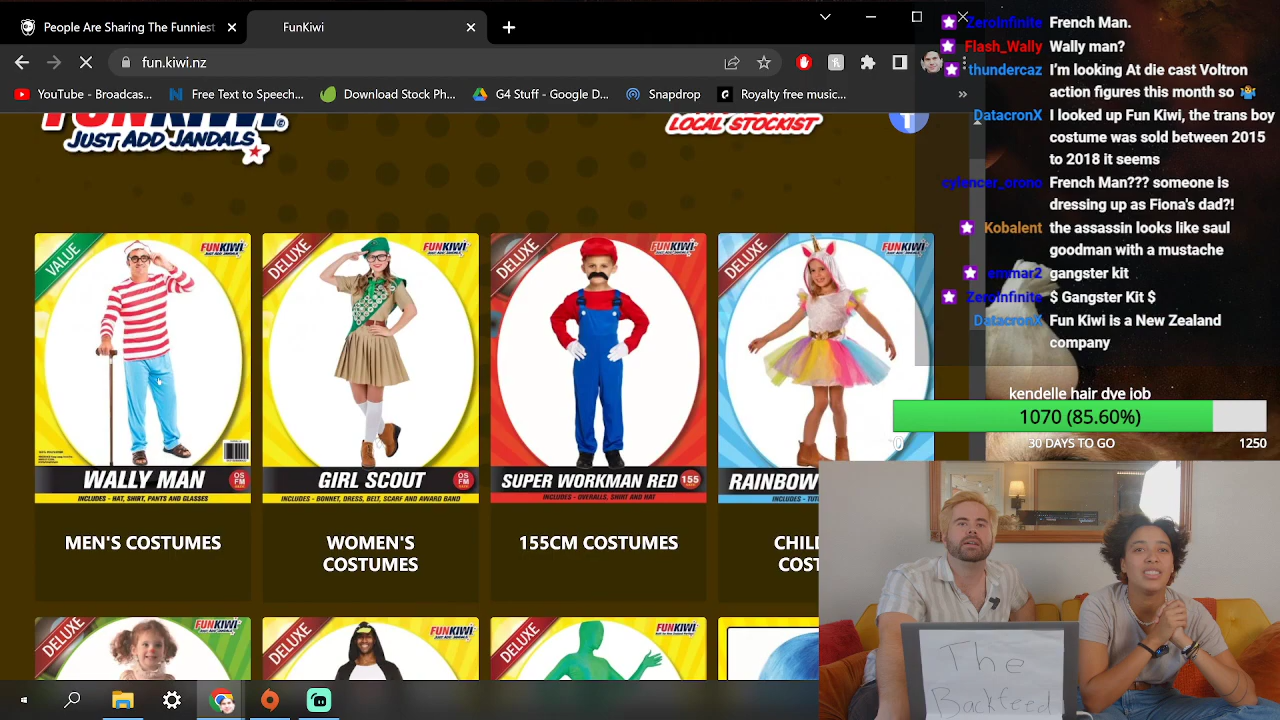 People Are Sharing The Funniest
FunKiwi
fun.kiwi.nz
YouTube - Broadcas...
Free Text to Speech...
Download Stock Ph...
G4 Stuff - Google D...
Snapdrop
Royalty free music...
FUNKIWI
JUST ADD JANDALS
LOCAL STOCKIST
VALUE
FUNKIWI
WALLY MAN
OS FM
INCLUDES - HAT, SHIRT, PANTS AND GLASSES
MEN'S COSTUMES
DELUXE
FUNKIWI
GIRL SCOUT
OS FM
INCLUDES - BONNET, DRESS, BELT, SCARF AND AWARD BAND
WOMEN'S
COSTUMES
DELUXE
FUNKIWI
SUPER WORKMAN RED
155
INCLUDES - OVERALLS, SHIRT AND HAT
155CM COSTUMES
DELUXE
FUNKIWI
RAINBOW
CHIL
COST
DELUXE
FUNKIWI
DELUXE
FUNKIWI
DELUXE
FUNKIWI
ZeroInfinite French Man.
Flash_Wally Wally man?
thundercaz I'm looking At die cast Voltron
action figures this month so 🤷
DatacronX I looked up Fun Kiwi, the trans boy
costume was sold between 2015
to 2018 it seems
cylencer_orono French Man??? someone is
dressing up as Fiona's dad?!
Kobalent the assassin looks like saul
goodman with a mustache
emmar2 gangster kit
ZeroInfinite $ Gangster Kit $
DatacronX Fun Kiwi is a New Zealand
company
kendelle hair dye job
1070 (85.60%)
0 30 DAYS TO GO 1250
The
Backfeed